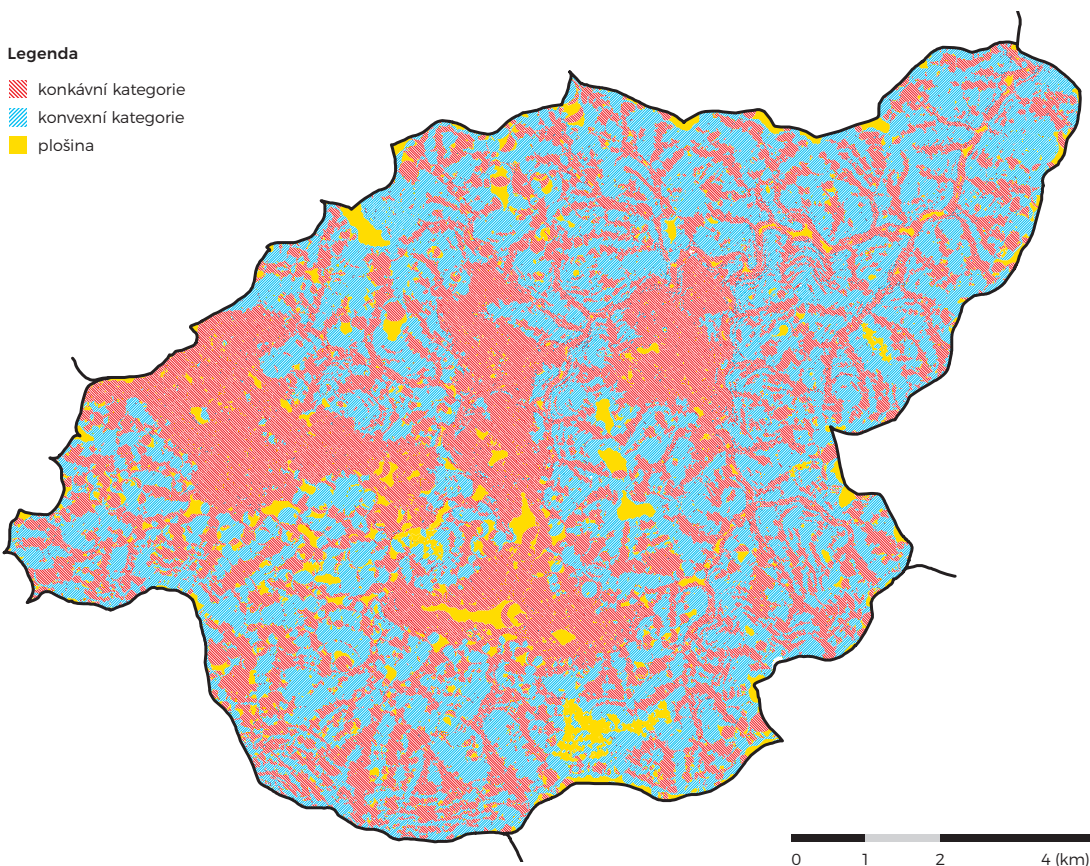 Legenda
konkávní kategorie
konvexní kategorie
plošina
0 1 2 4 (km)